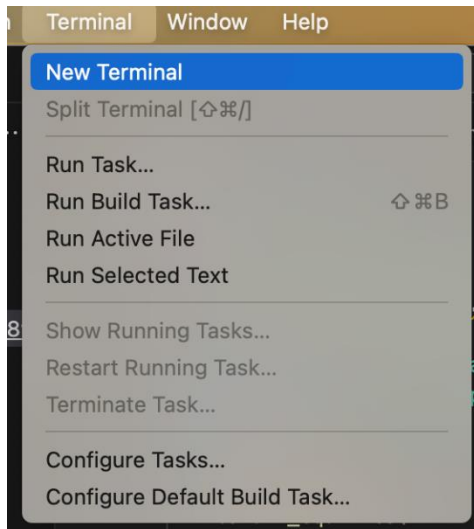 Terminal Window Help
New Terminal
Split Terminal [⇧⌘/]
Run Task...
Run Build Task... ⇧⌘B
Run Active File
Run Selected Text
Show Running Tasks...
Restart Running Task...
Terminate Task...
Configure Tasks...
Configure Default Build Task...